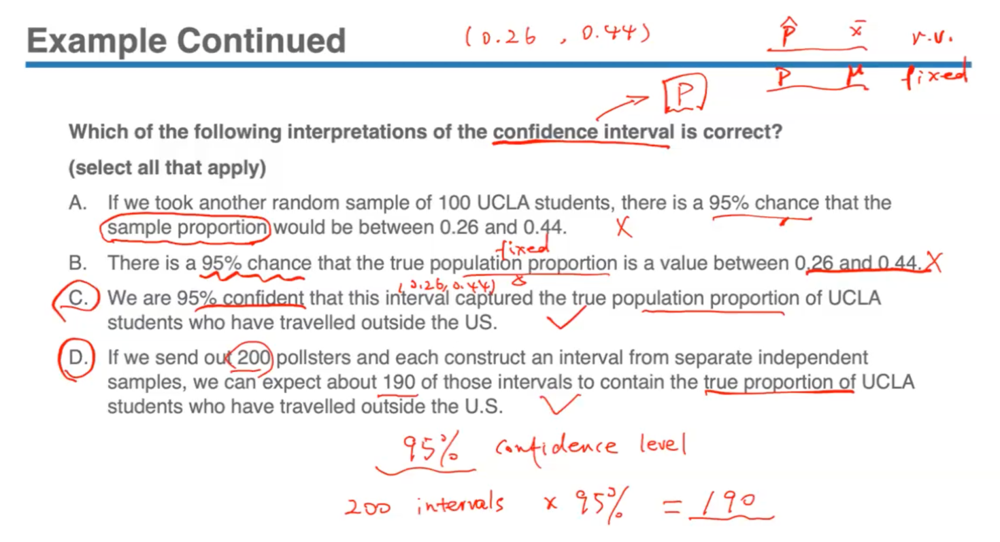 Example Continued
(0.26 , 0.44)
p̂ x̄ r.v.
P μ fixed
P
Which of the following interpretations of the confidence interval is correct?
(select all that apply)
A. If we took another random sample of 100 UCLA students, there is a 95% chance that the
sample proportion would be between 0.26 and 0.44. X
fixed
B. There is a 95% chance that the true population proportion is a value between 0.26 and 0.44. X
(0.26, 0.44)
C. We are 95% confident that this interval captured the true population proportion of UCLA
students who have travelled outside the US. ✓
D. If we send out 200 pollsters and each construct an interval from separate independent
samples, we can expect about 190 of those intervals to contain the true proportion of UCLA
students who have travelled outside the U.S. ✓
95% confidence level
200 intervals x 95% = 190